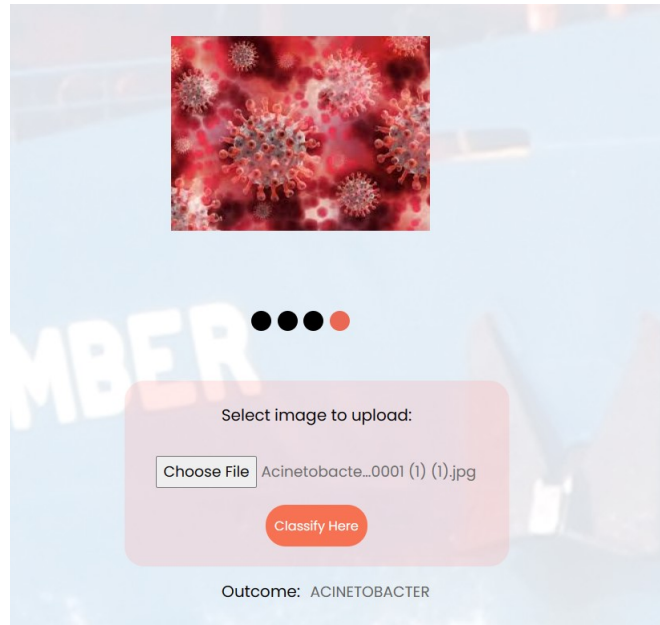 MBER
Select image to upload:
Choose File Acinetobacte...0001 (1) (1).jpg
Classify Here
Outcome: ACINETOBACTER